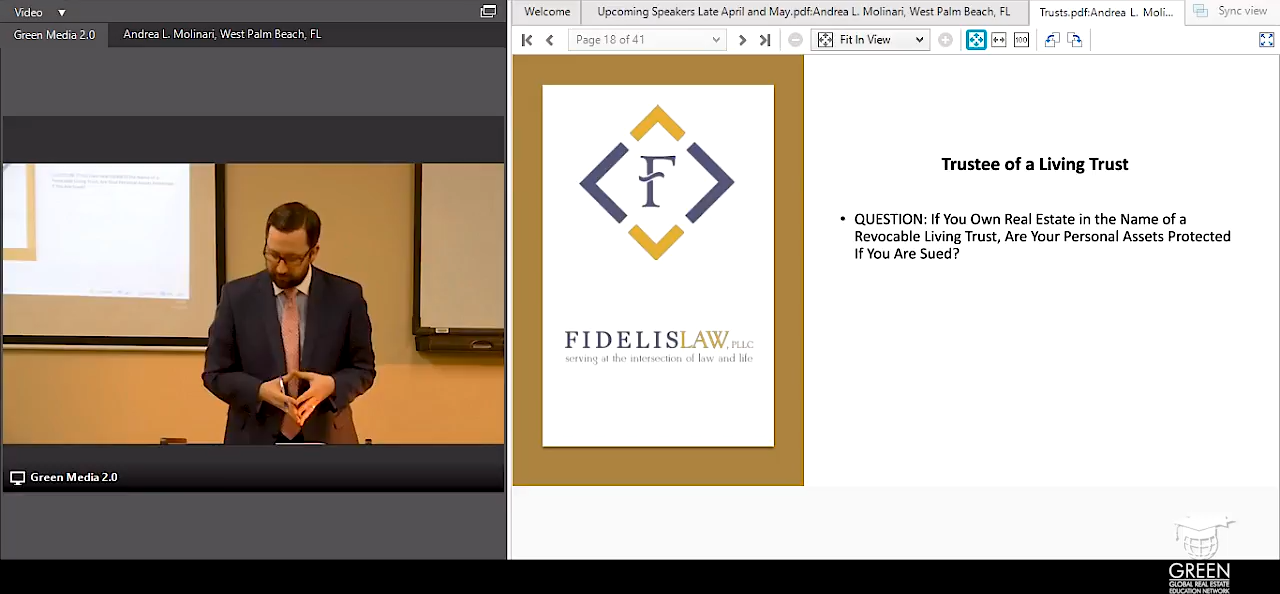 Video
Green Media 2.0
Andrea L. Molinari, West Palm Beach, FL
Green Media 2.0
Welcome
Upcoming Speakers Late April and May.pdf:Andrea L. Molinari, West Palm Beach, FL
Trusts.pdf:Andrea L. Moli...
Sync view
Page 18 of 41
Fit In View
100
F
FIDELISLAW, PLLC
serving at the intersection of law and life
Trustee of a Living Trust
• QUESTION: If You Own Real Estate in the Name of a
Revocable Living Trust, Are Your Personal Assets Protected
If You Are Sued?
GREEN
GLOBAL REAL ESTATE
EDUCATION NETWORK